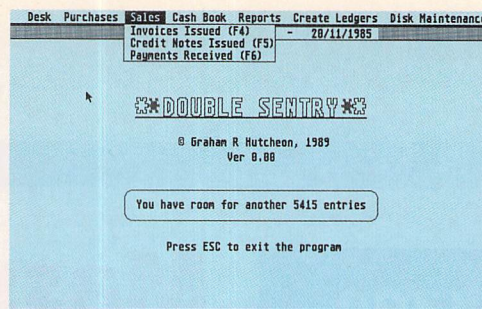 Desk Purchases Sales Cash Book Reports Create Ledgers Disk Maintenance
Invoices Issued (F4)
- 20/11/1985
Credit Notes Issued (F5)
Payments Received (F6)
**DOUBLE SENTRY**
© Graham R Hutcheon, 1989
Ver 0.00
You have room for another 5415 entries
Press ESC to exit the program